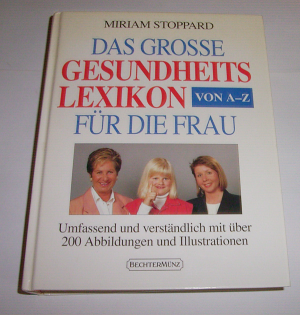 MIRIAM STOPPARD
DAS GROSSE
GESUNDHEITS
LEXIKON VON A–Z
FÜR DIE FRAU
Umfassend und verständlich mit über
200 Abbildungen und Illustrationen
BECHTERMÜNZ